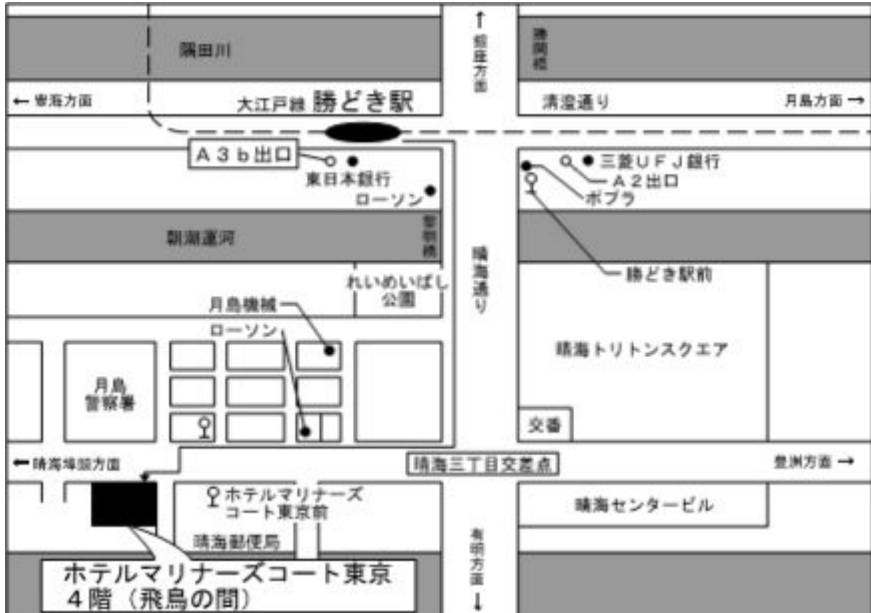 隅田川
↑
銀座方面
勝鬨橋
←豊海方面
大江戸線 勝どき駅
清澄通り
月島方面→
A3b出口
東日本銀行
ローソン
三菱UFJ銀行
A2出口
ポプラ
朝潮運河
黎明橋
晴海通り
勝どき駅前
れいめいばし
公園
月島機械
ローソン
晴海トリトンスクエア
月島
警察署
交番
←晴海埠頭方面
晴海三丁目交差点
豊洲方面→
ホテルマリナーズ
コート東京前
晴海センタービル
晴海郵便局
有明方面
↓
ホテルマリナーズコート東京
4階（飛鳥の間）